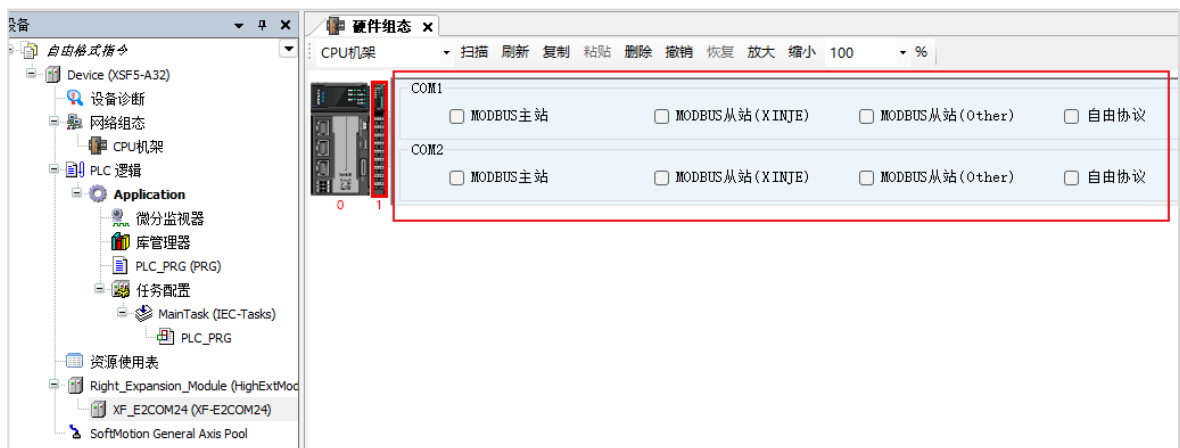 设备
硬件组态
自由格式指令
Device (XSF5-A32)
设备诊断
网络组态
CPU机架
PLC 逻辑
Application
微分监视器
库管理器
PLC_PRG (PRG)
任务配置
MainTask (IEC-Tasks)
PLC_PRG
资源使用表
Right_Expansion_Module (HighExtMod
XF_E2COM24 (XF-E2COM24)
SoftMotion General Axis Pool
CPU机架 扫描 刷新 复制 粘贴 删除 撤销 恢复 放大 缩小 100 %
COM1
MODBUS主站 MODBUS从站(XINJE) MODBUS从站(Other) 自由协议
COM2
MODBUS主站 MODBUS从站(XINJE) MODBUS从站(Other) 自由协议
0 1